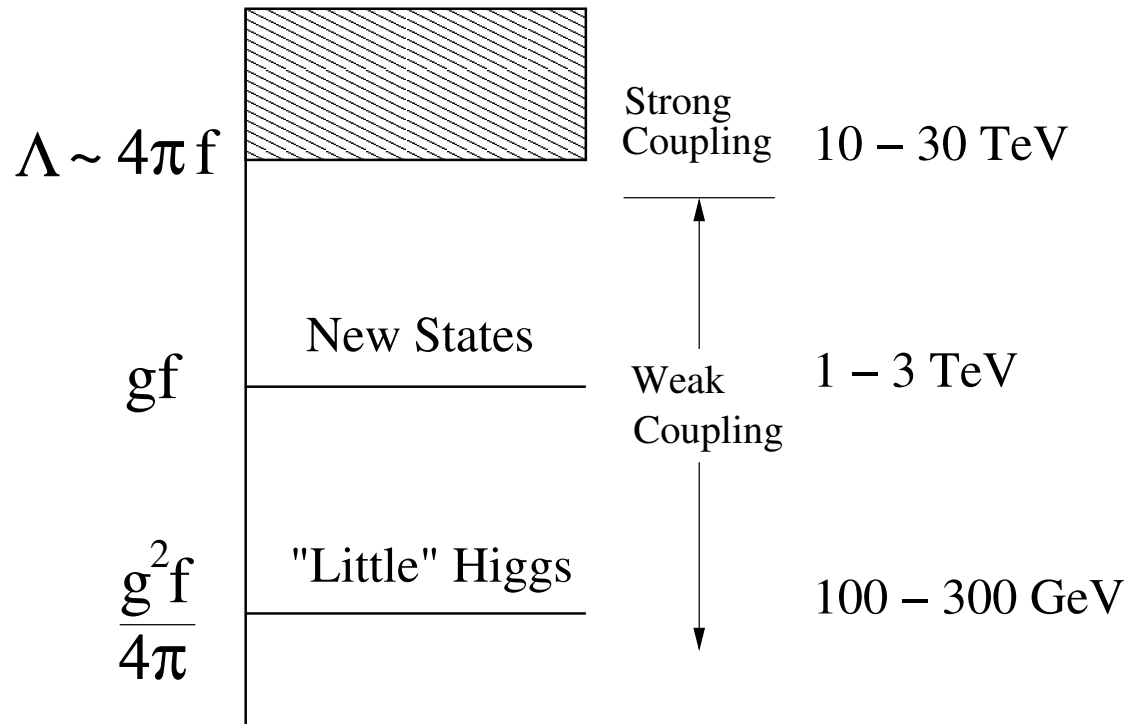 Λ ~ 4π f
Strong
Coupling
10 – 30 TeV
gf
New States
Weak
Coupling
1 – 3 TeV
g²f
4π
"Little" Higgs
100 – 300 GeV